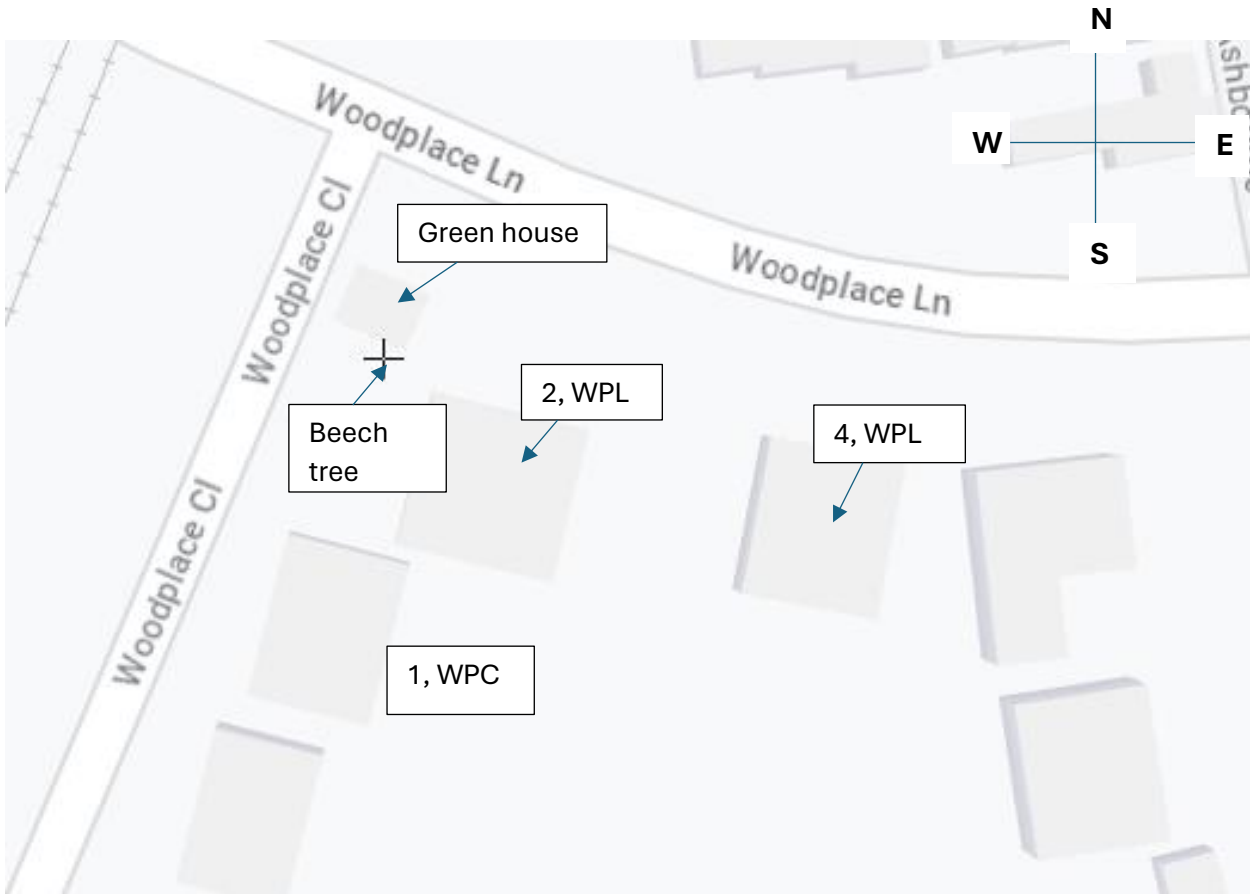 N
W
E
S
Woodplace Ln
Woodplace Cl
Green house
Woodplace Ln
2, WPL
Beech
tree
4, WPL
Woodplace Cl
1, WPC